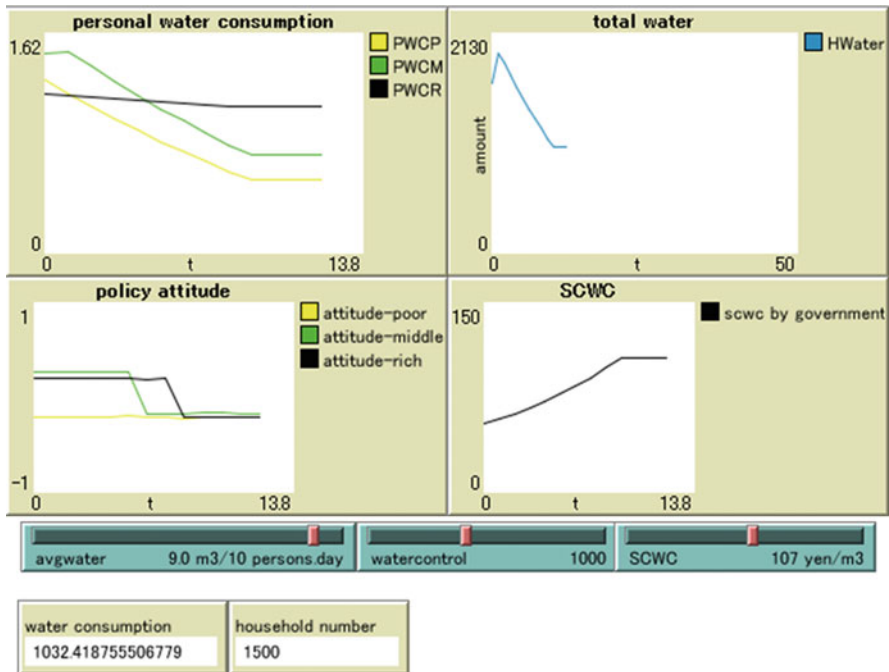 personal water consumption
1.62
PWCP
PWCM
PWCR
0
0
t
13.8
total water
2130
HWater
amount
0
0
t
50
policy attitude
1
attitude-poor
attitude-middle
attitude-rich
-1
0
t
13.8
SCWC
150
scwc by government
0
0
t
13.8
avgwater 9.0 m3/10 persons.day
watercontrol 1000
SCWC 107 yen/m3
water consumption
1032.418755506779
household number
1500